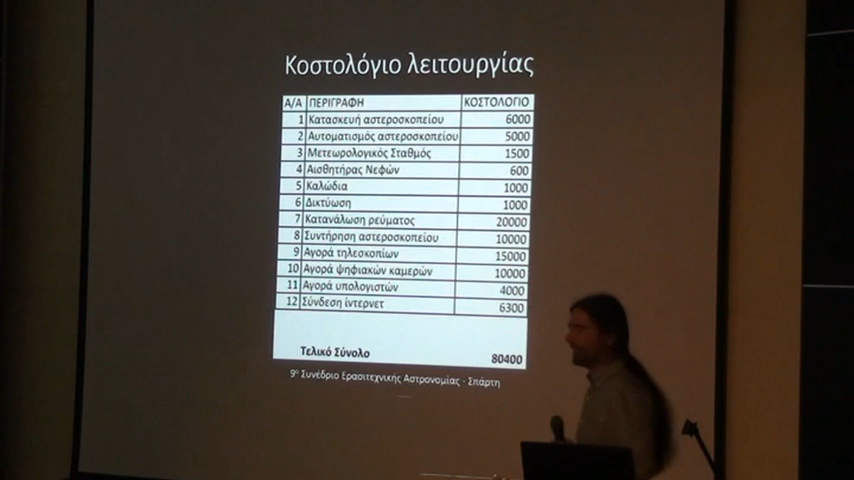 Κοστολόγιο λειτουργίας
Α/Α ΠΕΡΙΓΡΑΦΗ ΚΟΣΤΟΛΟΓΙΟ
1 Κατασκευή αστεροσκοπείου 6000
2 Αυτοματισμός αστεροσκοπείου 5000
3 Μετεωρολογικός Σταθμός 1500
4 Αισθητήρας Νεφών 600
5 Καλώδια 1000
6 Δικτύωση 1000
7 Κατανάλωση ρεύματος 20000
8 Συντήρηση αστεροσκοπείου 10000
9 Αγορά τηλεσκοπίων 15000
10 Αγορά ψηφιακών καμερών 10000
11 Αγορά υπολογιστών 4000
12 Σύνδεση ίντερνετ 6300
Τελικό Σύνολο 80400
9º Συνέδριο Ερασιτεχνικής Αστρονομίας - Σπάρτη